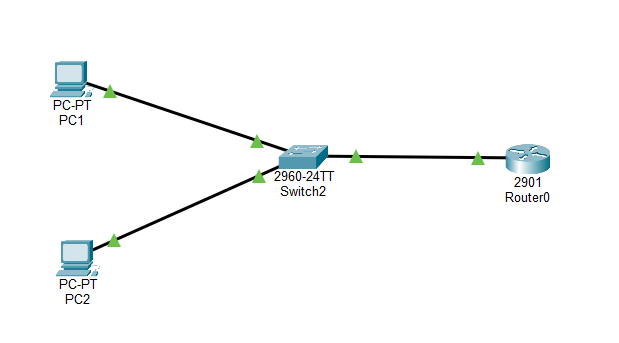 PC-PT
PC1
2960-24TT
Switch2
2901
Router0
PC-PT
PC2